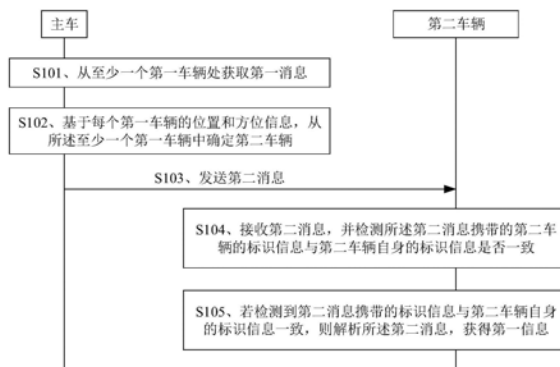 主车
第二车辆
S101、从至少一个第一车辆处获取第一消息
S102、基于每个第一车辆的位置和方位信息，从
所述至少一个第一车辆中确定第二车辆
S103、发送第二消息
S104、接收第二消息，并检测所述第二消息携带的第二车
辆的标识信息与第二车辆自身的标识信息是否一致
S105、若检测到第二消息携带的标识信息与第二车辆自身
的标识信息一致，则解析所述第二消息，获得第一信息